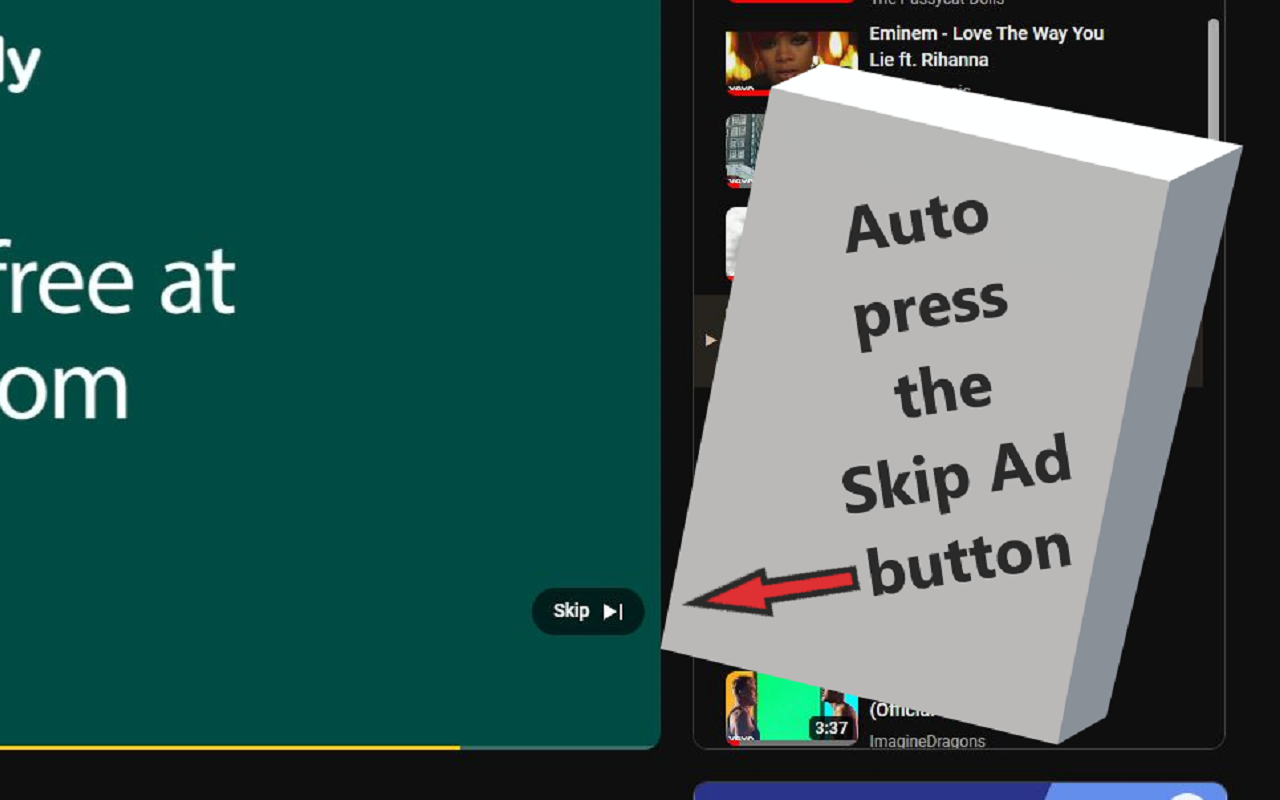 The Pussycat Dolls
Eminem - Love The Way You
Lie ft. Rihanna
ly
free at
om
Auto
press
the
Skip Ad
button
Skip
3:37
ImagineDragons